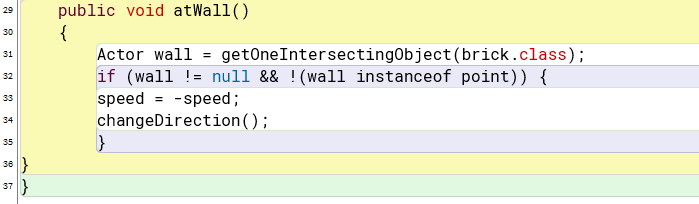 29 public void atWall()
30 {
31 Actor wall = getOneIntersectingObject(brick.class);
32 if (wall != null && !(wall instanceof point)) {
33 speed = -speed;
34 changeDirection();
35 }
36 }
37 }